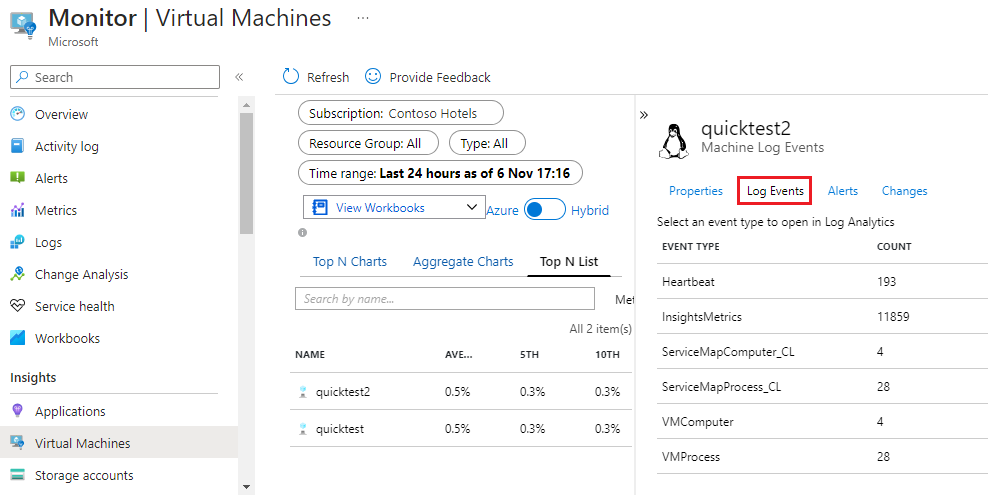 Monitor | Virtual Machines ...
Microsoft
Search «
Overview
Activity log
Alerts
Metrics
Logs
Change Analysis
Service health
Workbooks
Insights
Applications
Virtual Machines
Storage accounts
Refresh Provide Feedback
Subscription: Contoso Hotels
Resource Group: All Type: All
Time range: Last 24 hours as of 6 Nov 17:16
View Workbooks Azure Hybrid
Top N Charts Aggregate Charts Top N List
Search by name... Met
All 2 item(s)
NAME AVE... 5TH 10TH
quicktest2 0.5% 0.3% 0.3%
quicktest 0.5% 0.3% 0.3%
»
quicktest2
Machine Log Events
Properties Log Events Alerts Changes
Select an event type to open in Log Analytics
EVENT TYPE COUNT
Heartbeat 193
InsightsMetrics 11859
ServiceMapComputer_CL 4
ServiceMapProcess_CL 28
VMComputer 4
VMProcess 28